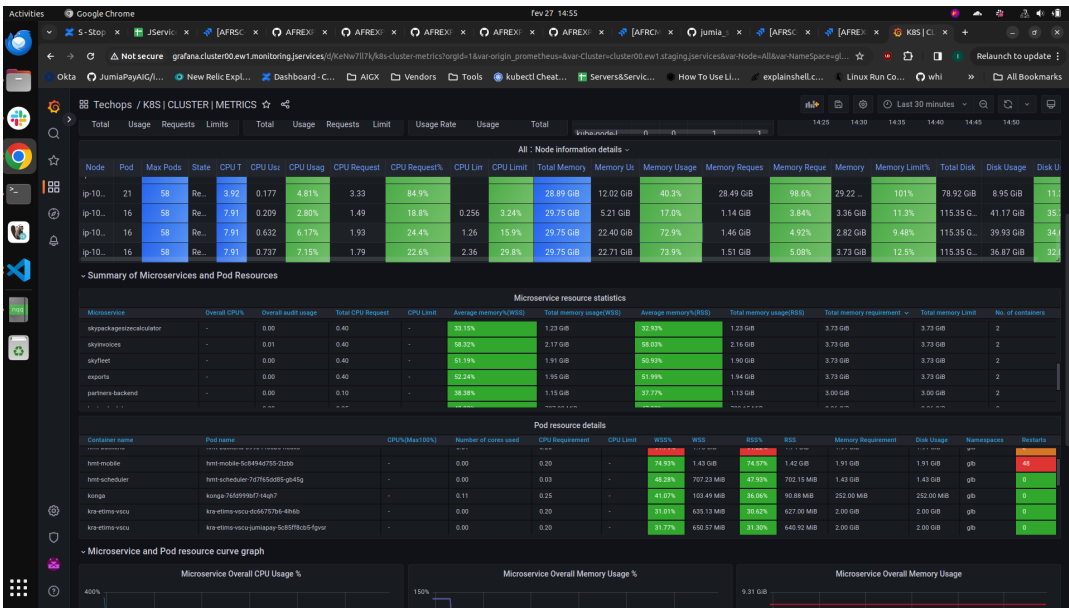 Activities Google Chrome fev 27 14:55
S - Stop JService [AFRSC AFREXF AFREXF AFREXF AFREXF [AFRCM jumia_s [AFRSC [AFREX K8S | CL
Not secure grafana.cluster00.ew1.monitoring.jservices/d/KeNw7ll7k/k8s-cluster-metrics?orgId=1&var-origin_prometheus=&var-Cluster=cluster00.ew1.staging.jservices&var-Node=All&var-NameSpace=gl... Relaunch to update
Okta JumiaPayAG/i... New Relic Expl... Dashboard - C... AIGX Vendors Tools kubectl Cheat... Servers&Servic... How To Use Li... explainshell.c... Linux Run Co... whi » All Bookmarks
Techops / K8S | CLUSTER | METRICS Last 30 minutes
Total Usage Requests Limits Total Usage Requests Limit Usage Rate Usage Total 14:25 14:30 14:35 14:40 14:45 14:50
All : Node information details
Node Pod Max Pods State CPU T CPU Us CPU Usag CPU Request CPU Request% CPU Lim CPU Limit Total Memory Memory Us Memory Usage Memory Reques Memory Reque Memory Memory Limit% Total Disk Disk Usage Disk U
ip-10... 21 58 Re... 3.92 0.177 4.81% 3.33 84.9% 28.89 GiB 12.02 GiB 40.3% 28.49 GiB 98.6% 29.22 ... 101% 78.92 GiB 8.95 GiB 11.
ip-10... 16 58 Re... 7.91 0.209 2.80% 1.49 18.8% 0.256 3.24% 29.75 GiB 5.21 GiB 17.0% 1.14 GiB 3.84% 3.36 GiB 11.3% 115.35 G... 41.17 GiB 35.
ip-10... 16 58 Re... 7.91 0.632 6.17% 1.93 24.4% 1.26 15.9% 29.75 GiB 22.40 GiB 72.9% 1.46 GiB 4.92% 2.82 GiB 9.48% 115.35 G... 39.93 GiB 34.
ip-10... 16 58 Re... 7.91 0.737 7.15% 1.79 22.6% 2.36 29.8% 29.75 GiB 22.71 GiB 73.9% 1.51 GiB 5.08% 3.73 GiB 12.5% 115.35 G... 36.87 GiB 32.
Summary of Microservices and Pod Resources
Microservice resource statistics
Microservice Overall CPU% Overall audit usage Total CPU Request CPU Limit Average memory%(WSS) Total memory usage(WSS) Average memory%(RSS) Total memory usage(RSS) Total memory requirement Total memory Limit No. of containers
skypackagesizecalculator - 0.00 0.40 - 33.15% 1.23 GiB 32.93% 1.23 GiB 3.73 GiB 3.73 GiB 2
skyinvoices - 0.01 0.40 - 58.32% 2.17 GiB 58.03% 2.16 GiB 3.73 GiB 3.73 GiB 2
skyfleet - 0.00 0.40 - 51.19% 1.91 GiB 50.93% 1.90 GiB 3.73 GiB 3.73 GiB 2
exports - 0.00 0.40 - 52.24% 1.95 GiB 51.99% 1.94 GiB 3.73 GiB 3.73 GiB 2
partners-backend - 0.00 0.10 - 38.38% 1.15 GiB 37.77% 1.13 GiB 3.00 GiB 3.00 GiB 2
Pod resource details
Container name Pod name CPU%(Max100%) Number of cores used CPU Requirement CPU Limit WSS% WSS RSS% RSS Memory Requirement Disk Usage Namespaces Restarts
hmt-mobile hmt-mobile-5c8494d755-2lzbb - 0.00 0.20 - 74.93% 1.43 GiB 74.57% 1.42 GiB 1.91 GiB 1.91 GiB glb 48
hmt-scheduler hmt-scheduler-7d7f65dd85-gb45g - 0.00 0.03 - 48.28% 707.23 MiB 47.93% 702.15 MiB 1.43 GiB 1.43 GiB glb 0
konga konga-76fd999bf7-t4qh7 - 0.11 0.25 - 41.07% 103.49 MiB 36.06% 90.88 MiB 252.00 MiB 252.00 MiB glb 0
kra-etims-vscu kra-etims-vscu-dc66757b6-4lh6b - 0.00 0.20 - 31.01% 635.13 MiB 30.62% 627.00 MiB 2.00 GiB 2.00 GiB glb 0
kra-etims-vscu kra-etims-vscu-jumiapay-5c85ff8cb5-fgvsr - 0.00 0.20 - 31.77% 650.57 MiB 31.30% 640.92 MiB 2.00 GiB 2.00 GiB glb 0
Microservice and Pod resource curve graph
Microservice Overall CPU Usage % Microservice Overall Memory Usage % Microservice Overall Memory Usage
400% 150% 9.31 GiB